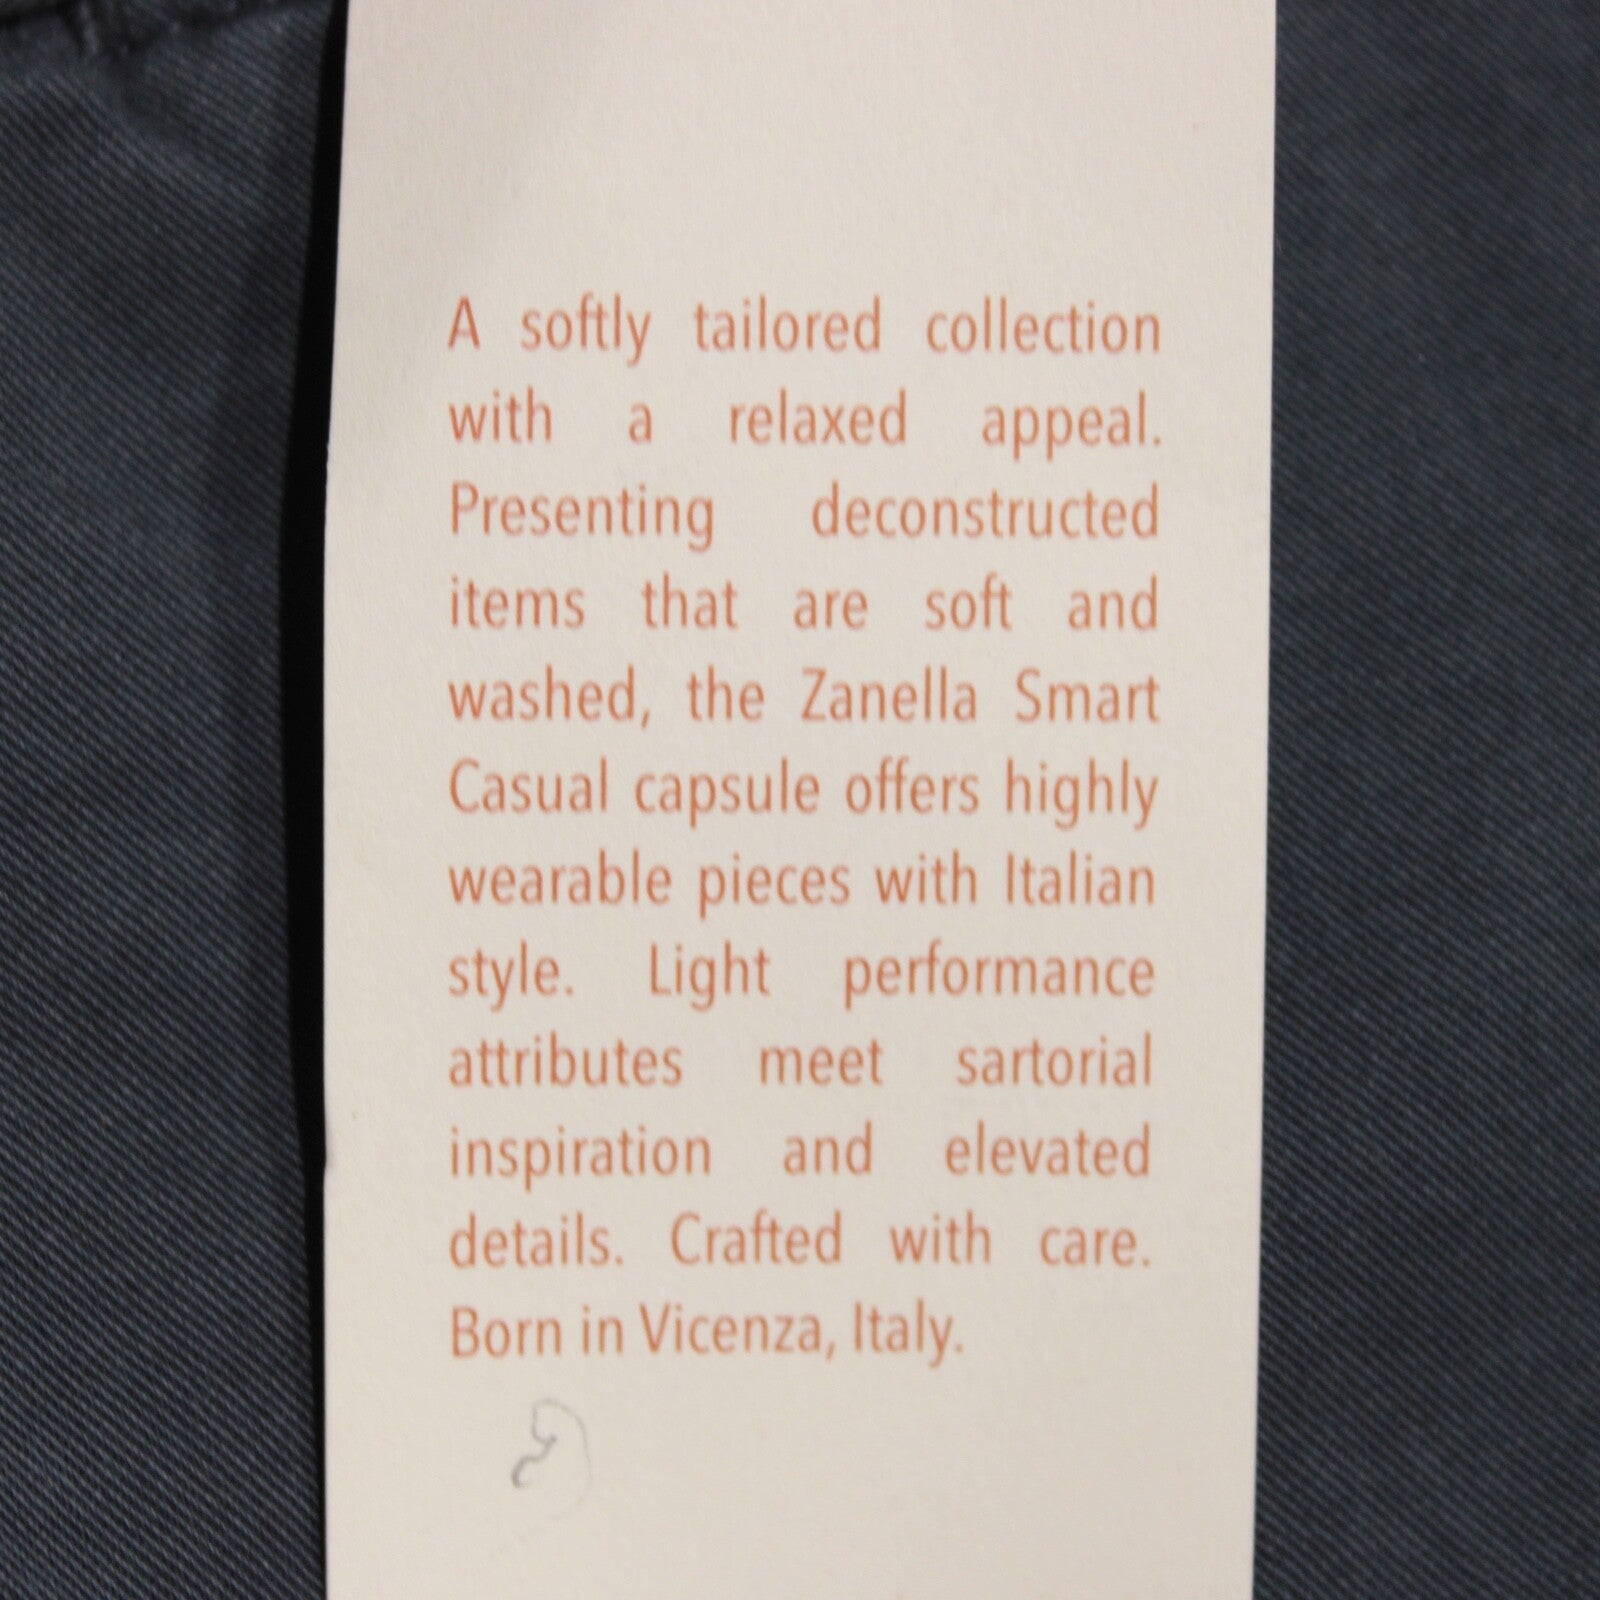 A softly tailored collection
with a relaxed appeal.
Presenting deconstructed
items that are soft and
washed, the Zanella Smart
Casual capsule offers highly
wearable pieces with Italian
style. Light performance
attributes meet sartorial
inspiration and elevated
details. Crafted with care.
Born in Vicenza, Italy.